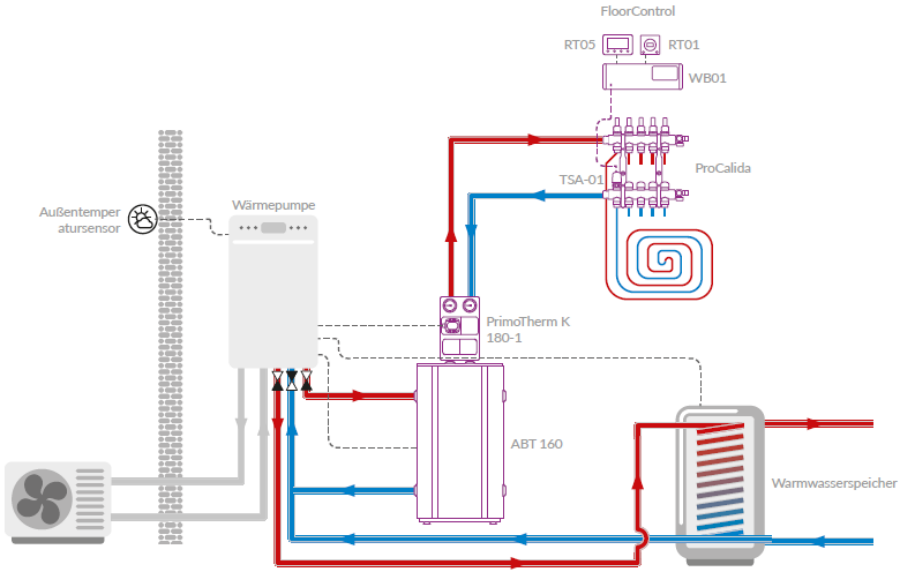 FloorControl
RT05
RT01
WB01
ProCalida
TSA-01
Außentemper
atursensor
Wärmepumpe
PrimoTherm K
180-1
ABT 160
Warmwasserspeicher